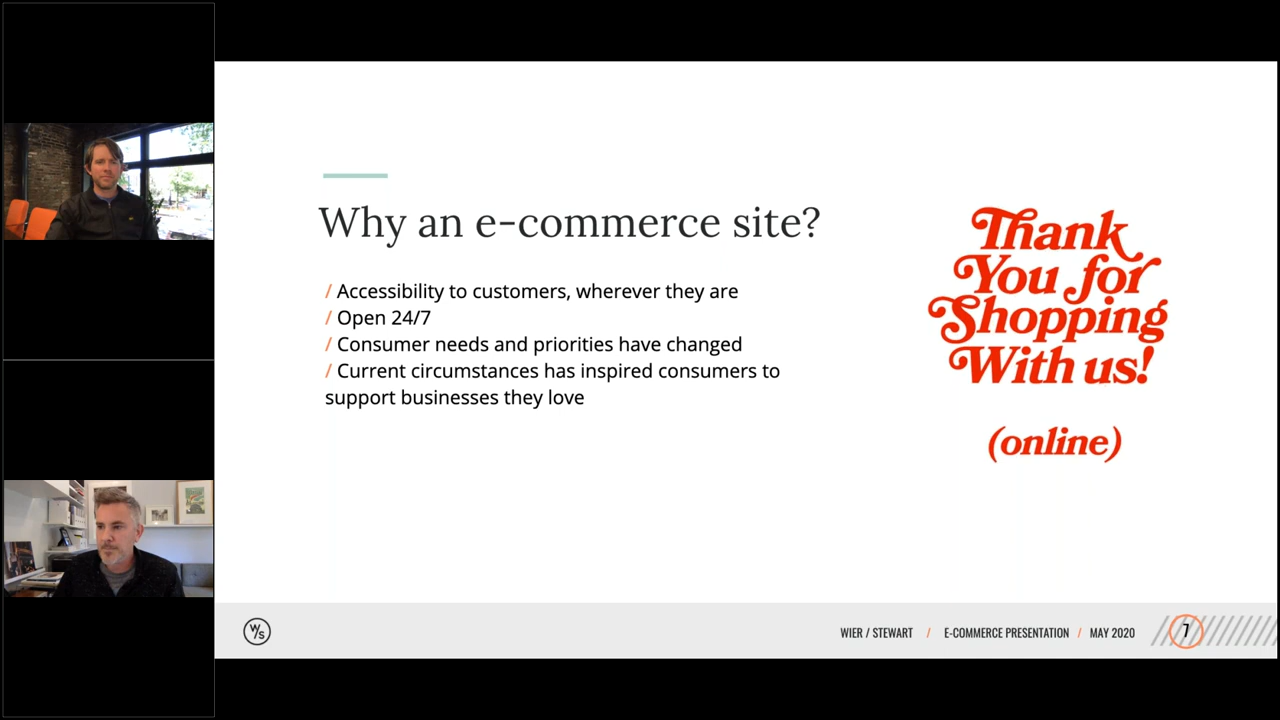 Why an e-commerce site?
/ Accessibility to customers, wherever they are
/ Open 24/7
/ Consumer needs and priorities have changed
/ Current circumstances has inspired consumers to
support businesses they love
Thank
You for
Shopping
With us!
(online)
W/S
WIER / STEWART / E-COMMERCE PRESENTATION / MAY 2020
7